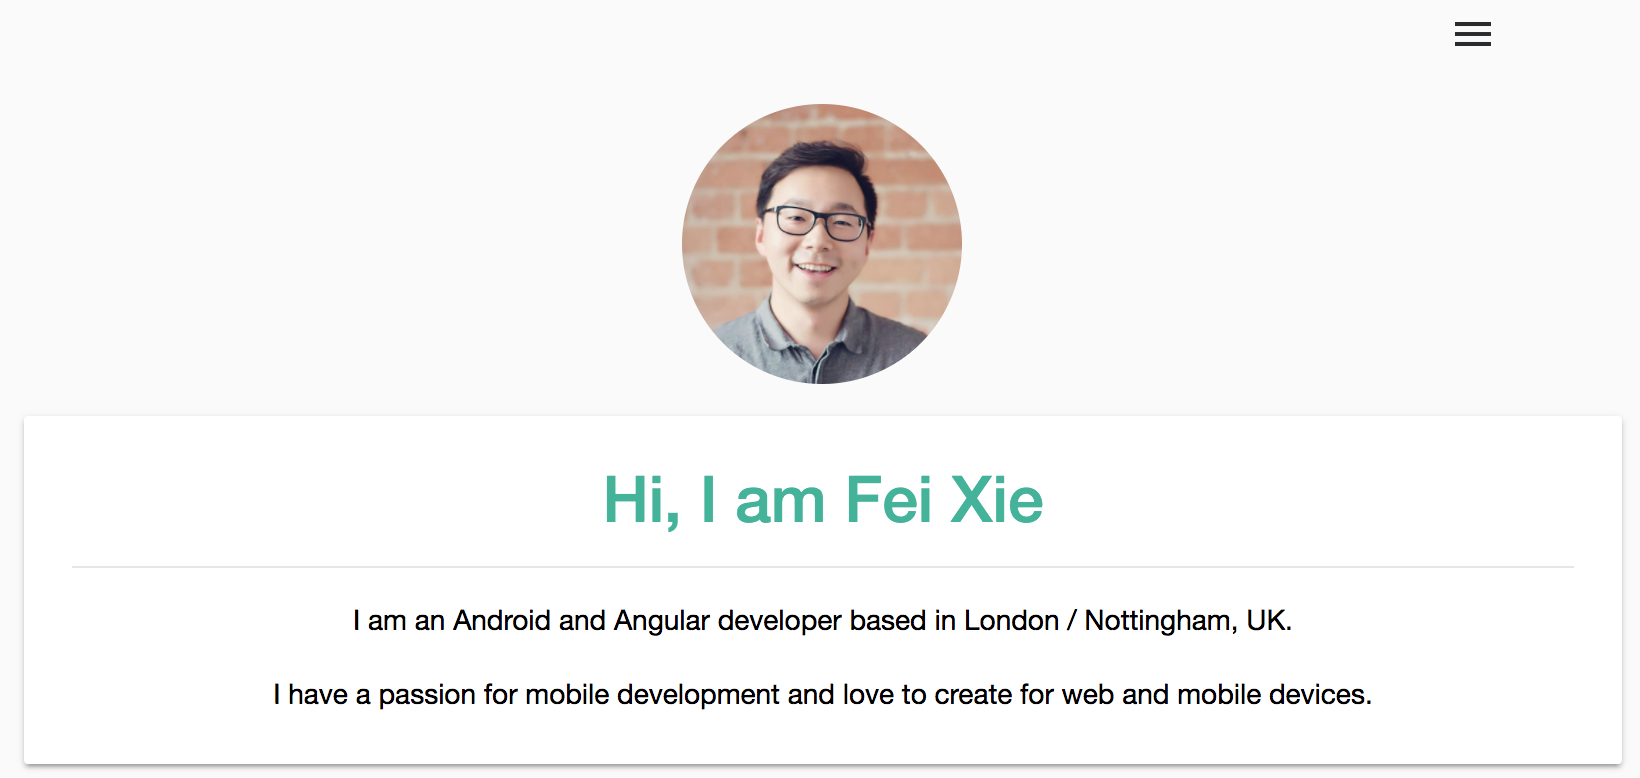 Hi, I am Fei Xie
I am an Android and Angular developer based in London / Nottingham, UK.
I have a passion for mobile development and love to create for web and mobile devices.